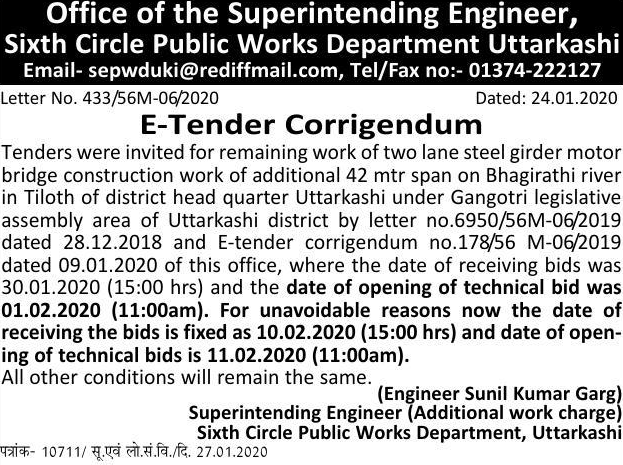 Office of the Superintending Engineer,
Sixth Circle Public Works Department Uttarkashi
Email- sepwduki@rediffmail.com, Tel/Fax no:- 01374-222127
Letter No. 433/56M-06/2020 Dated: 24.01.2020
E-Tender Corrigendum
Tenders were invited for remaining work of two lane steel girder motor
bridge construction work of additional 42 mtr span on Bhagirathi river
in Tiloth of district head quarter Uttarkashi under Gangotri legislative
assembly area of Uttarkashi district by letter no.6950/56M-06/2019
dated 28.12.2018 and E-tender corrigendum no.178/56 M-06/2019
dated 09.01.2020 of this office, where the date of receiving bids was
30.01.2020 (15:00 hrs) and the date of opening of technical bid was
01.02.2020 (11:00am). For unavoidable reasons now the date of
receiving the bids is fixed as 10.02.2020 (15:00 hrs) and date of open-
ing of technical bids is 11.02.2020 (11:00am).
All other conditions will remain the same.
(Engineer Sunil Kumar Garg)
Superintending Engineer (Additional work charge)
Sixth Circle Public Works Department, Uttarkashi
पत्रांक- 10711/ सू.एवं लो.सं.वि./दि. 27.01.2020